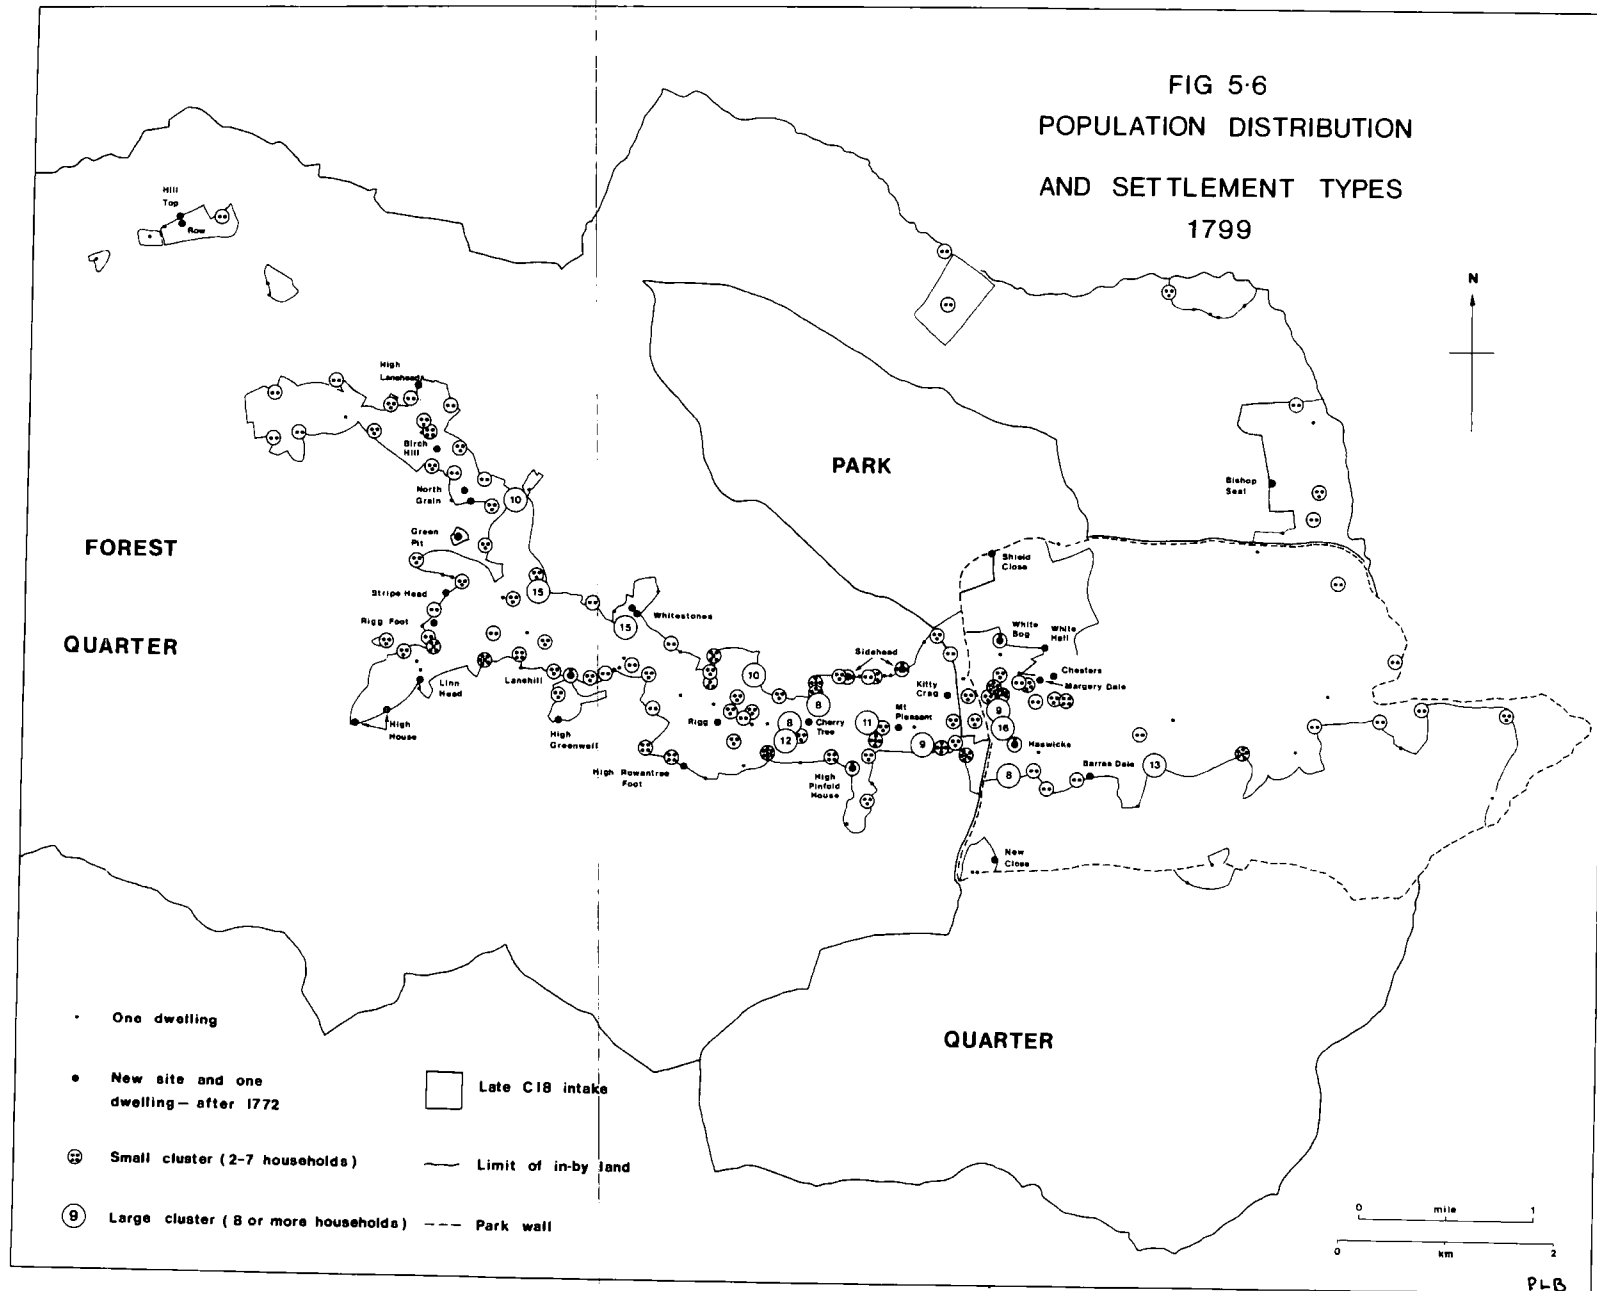 FIG 5·6
POPULATION DISTRIBUTION
AND SETTLEMENT TYPES
1799
N
Hill
Top
Row
High
Laneheads
Birch
Hill
North
Grain
10
Green
Pit
FOREST
QUARTER
Stripe Head
Rigg Foot
15
15
Whitestones
Linn
Head
Lanehill
High
House
High
Greenwell
High Rowantree
Foot
Rigg
10
8
8
12
Cherry
Tree
Sidehead
11
Mt
Pleasant
9
High
Pinfold
House
Kitty
Crag
PARK
Bishop
Seat
Shield
Close
White
Bog
White
Hall
Chesters
Margery Dale
9
16
Haswicks
8
Barras Dale
13
New
Close
QUARTER
One dwelling
New site and one
dwelling — after 1772
Small cluster (2-7 households)
9 Large cluster (8 or more households)
Late C18 intake
Limit of in-by land
Park wall
0 mile 1
0 km 2
PLB